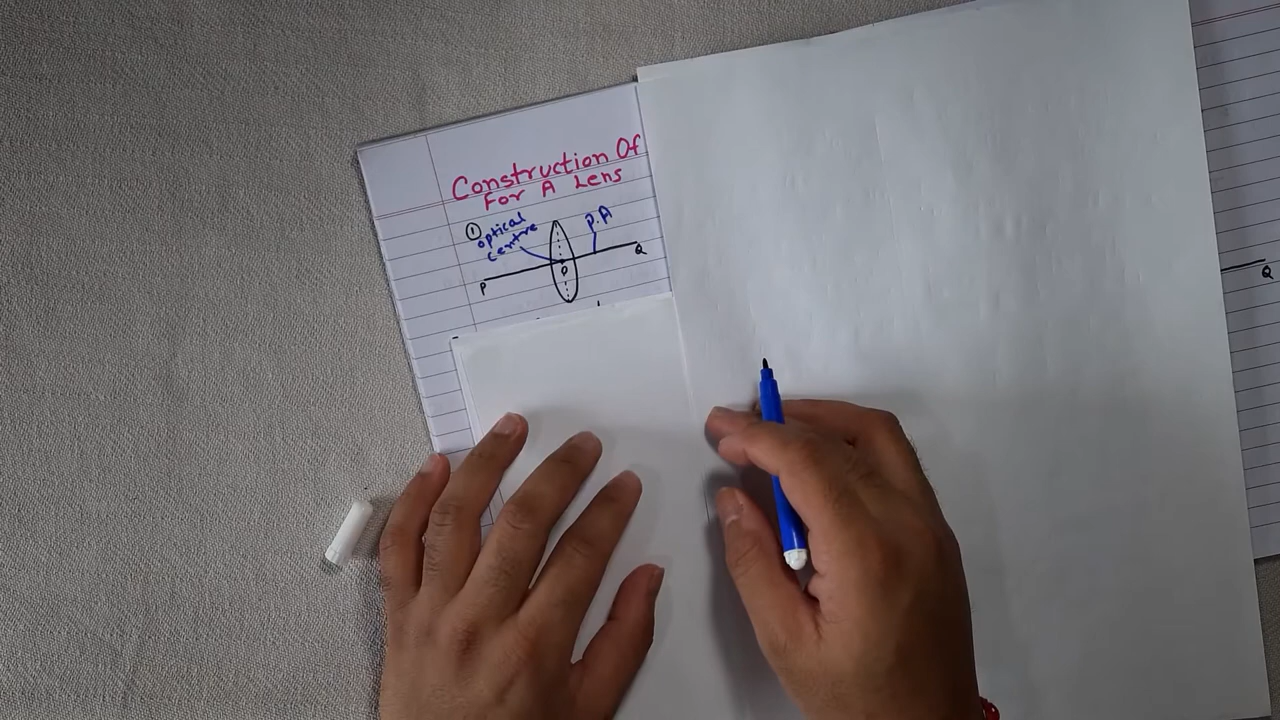 Construction Of
For A Lens
① optical
centre
P.A
P
O
Q
Q